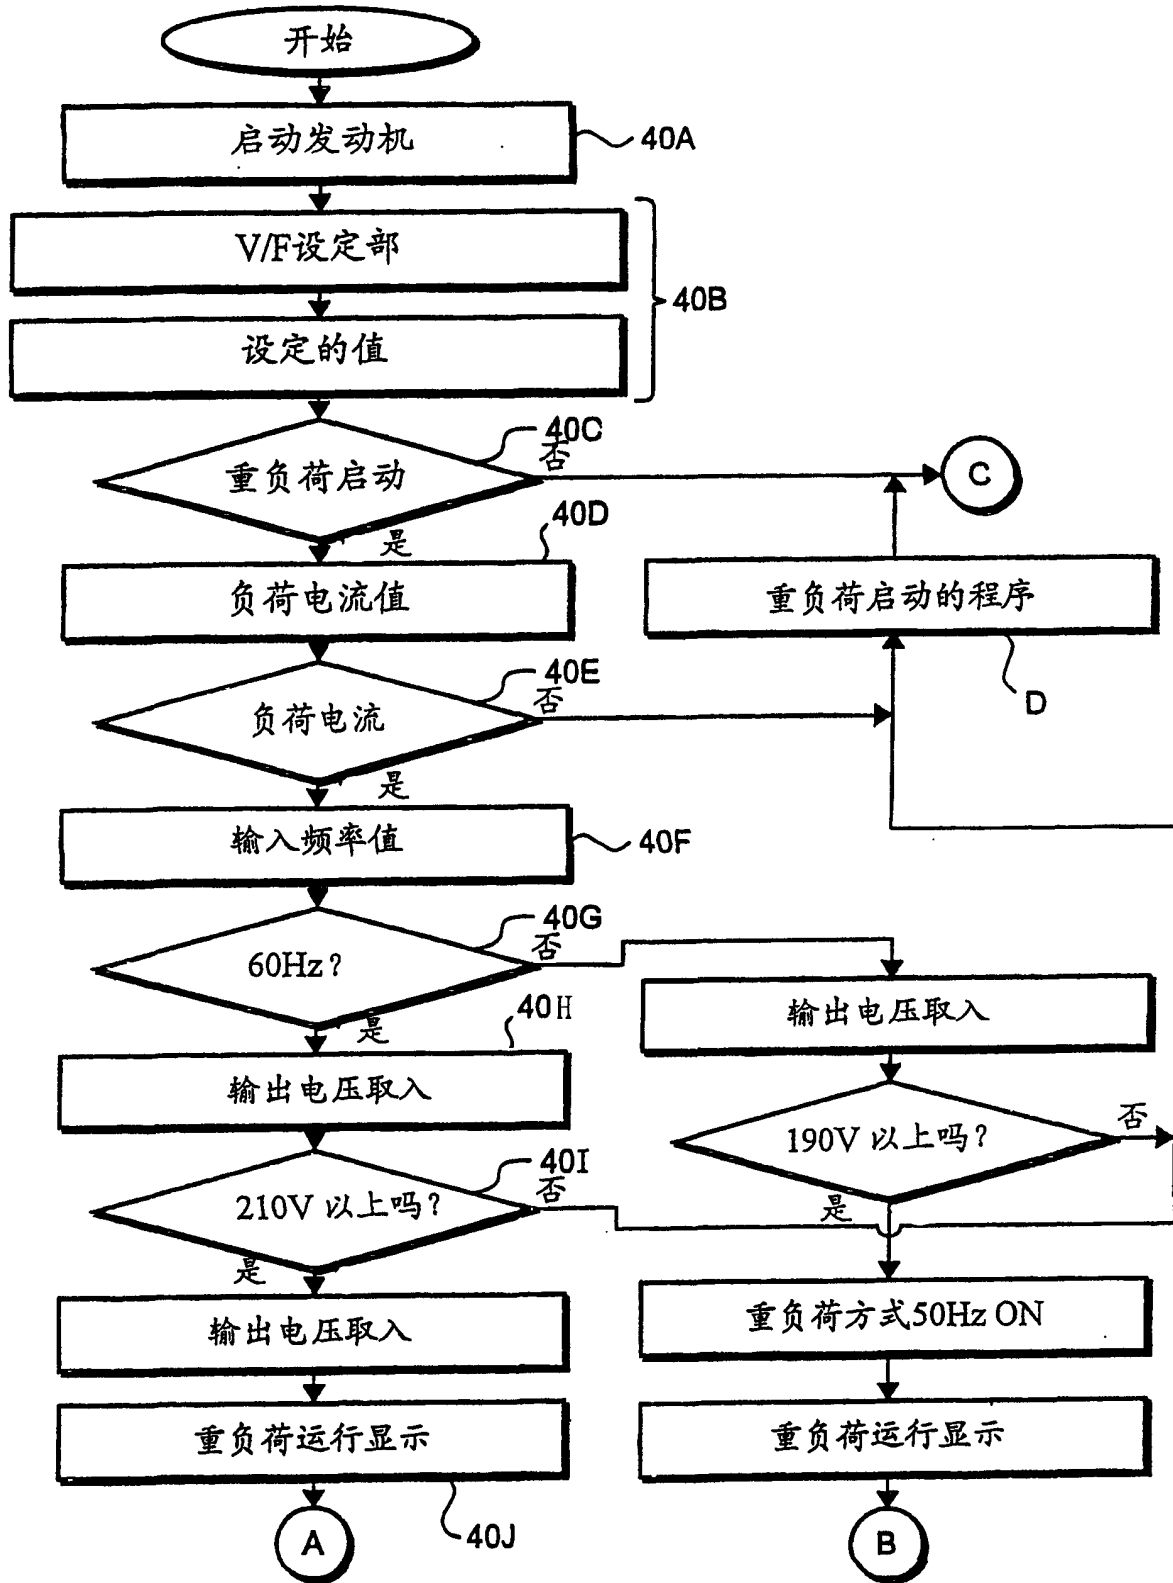 开始
启动发动机
40A
V/F设定部
40B
设定的值
40C
否
重负荷启动
C
是
40D
负荷电流值
重负荷启动的程序
40E
否
D
负荷电流
是
输入频率值
40F
40G
否
60Hz？
是
40H
输出电压取入
输出电压取入
190V 以上吗？
否
40I
否
210V 以上吗？
是
是
输出电压取入
重负荷方式50Hz ON
重负荷运行显示
重负荷运行显示
40J
A
B